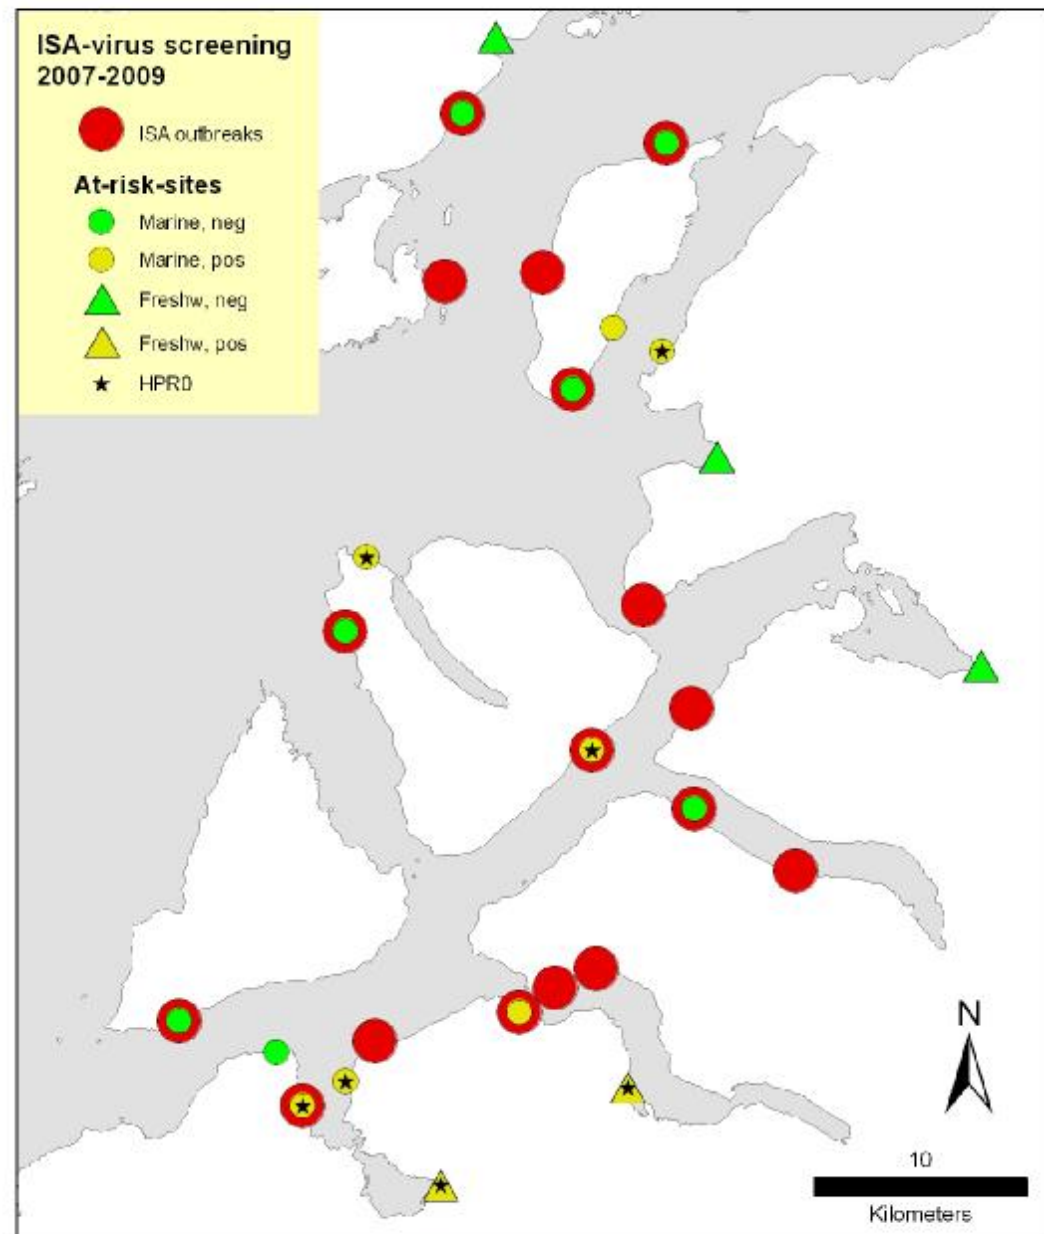 ISA-virus screening
2007-2009
ISA outbreaks
At-risk-sites
Marine, neg
Marine, pos
Freshw, neg
Freshw, pos
HPR0
N
10
Kilometers